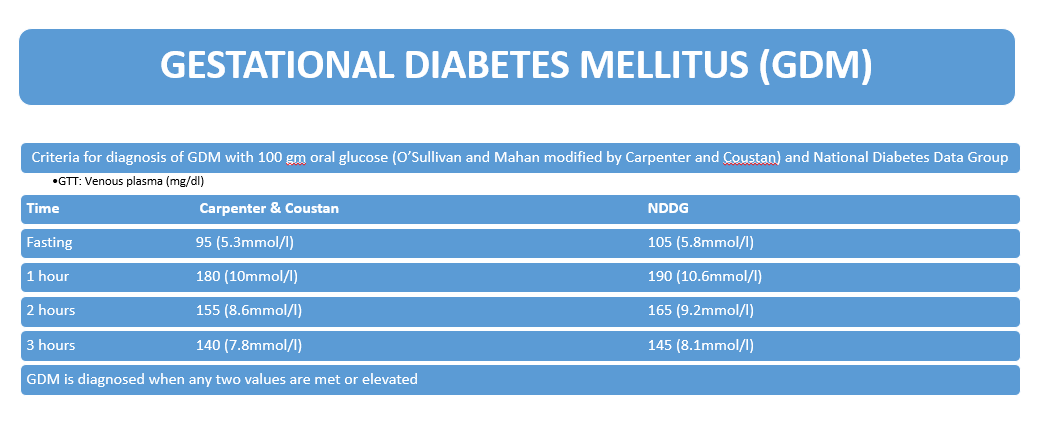 GESTATIONAL DIABETES MELLITUS (GDM)
Criteria for diagnosis of GDM with 100 gm oral glucose (O’Sullivan and Mahan modified by Carpenter and Coustan) and National Diabetes Data Group
•GTT: Venous plasma (mg/dl)
Time Carpenter & Coustan NDDG
Fasting 95 (5.3mmol/l) 105 (5.8mmol/l)
1 hour 180 (10mmol/l) 190 (10.6mmol/l)
2 hours 155 (8.6mmol/l) 165 (9.2mmol/l)
3 hours 140 (7.8mmol/l) 145 (8.1mmol/l)
GDM is diagnosed when any two values are met or elevated